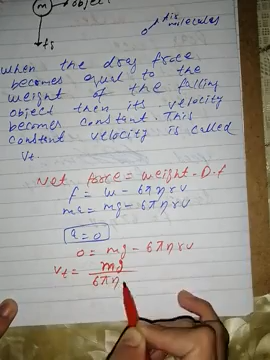 m object
Air
molecules
fg
When the drag force
becomes equal to the
weight of the falling
object then its velocity
becomes constant. This
constant velocity is called
Vt.
Net force = weight - D.f
f = w - 6πηrv
ma = mg - 6πηrv
a = 0
0 = mg - 6πηrv
Vt = mg
6πη